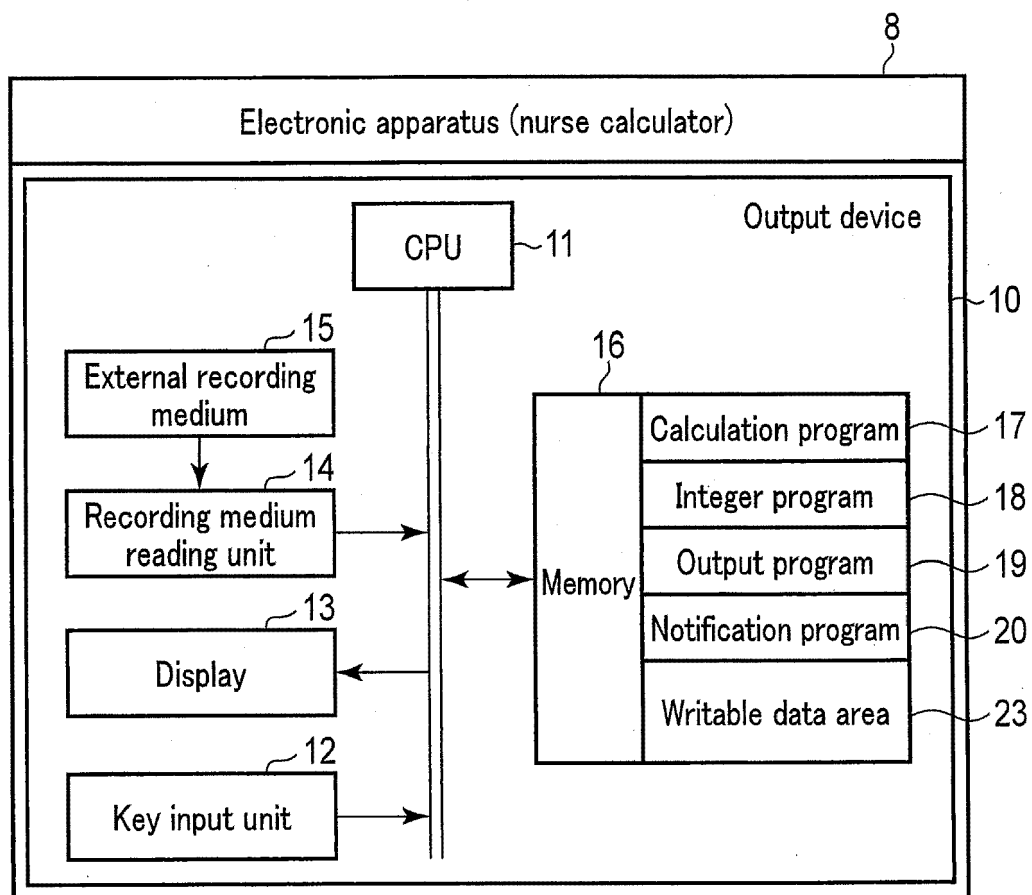 8
Electronic apparatus (nurse calculator)
Output device
CPU
11
10
15
External recording
medium
16
Calculation program
17
14
Recording medium
reading unit
Integer program
18
Output program
19
Memory
13
Display
Notification program
20
Writable data area
23
12
Key input unit